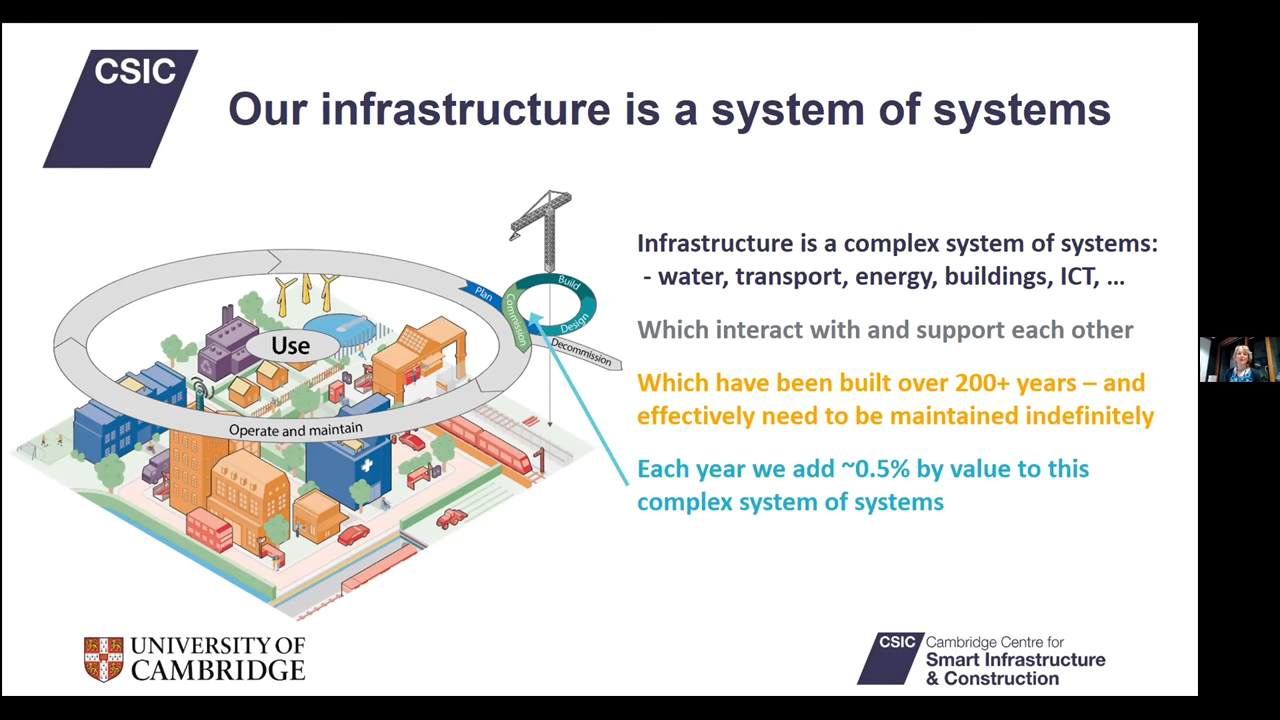 CSIC
Our infrastructure is a system of systems
Infrastructure is a complex system of systems:
- water, transport, energy, buildings, ICT, ...
Which interact with and support each other
Which have been built over 200+ years – and
effectively need to be maintained indefinitely
Each year we add ~0.5% by value to this
complex system of systems
Build
Plan
Commission
Design
Decommission
Use
Operate and maintain
UNIVERSITY OF
CAMBRIDGE
CSIC
Cambridge Centre for
Smart Infrastructure
& Construction